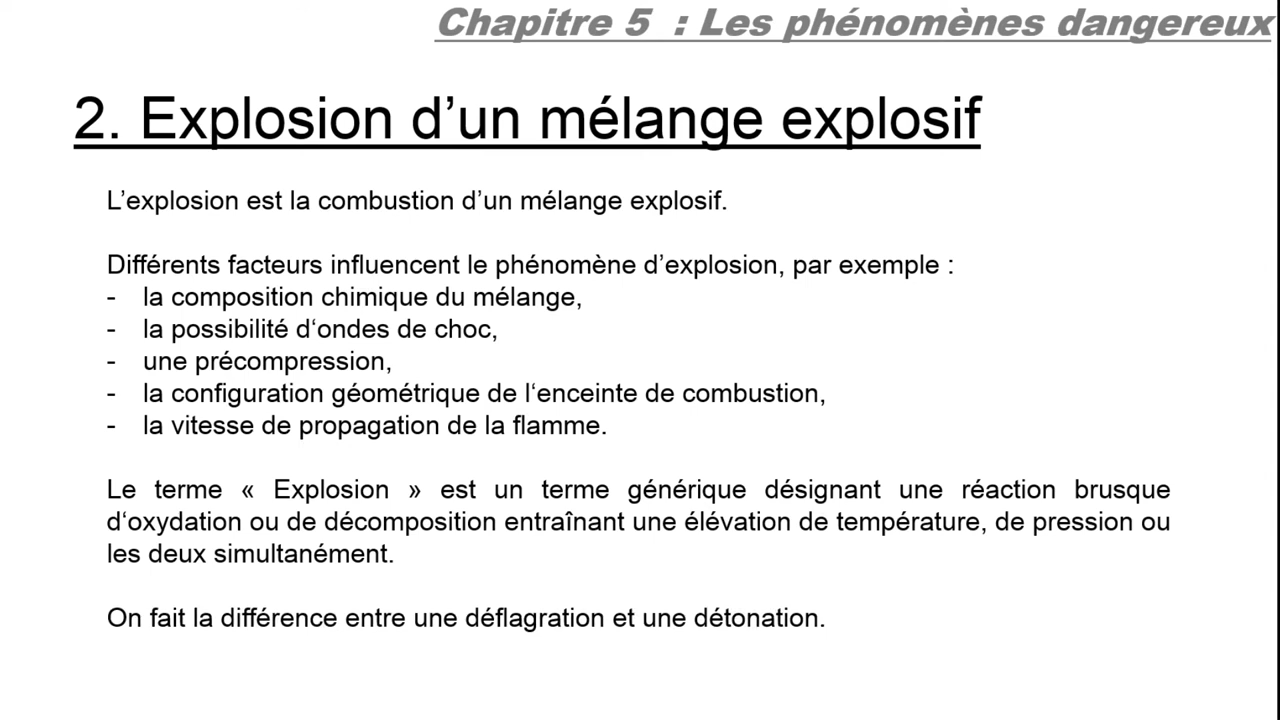 Chapitre 5  : Les phénomènes dangereux
2. Explosion d’un mélange explosif
L’explosion est la combustion d’un mélange explosif.
Différents facteurs influencent le phénomène d’explosion, par exemple :
- la composition chimique du mélange,
- la possibilité d‘ondes de choc,
- une précompression,
- la configuration géométrique de l‘enceinte de combustion,
- la vitesse de propagation de la flamme.
Le terme « Explosion » est un terme générique désignant une réaction brusque
d‘oxydation ou de décomposition entraînant une élévation de température, de pression ou
les deux simultanément.
On fait la différence entre une déflagration et une détonation.